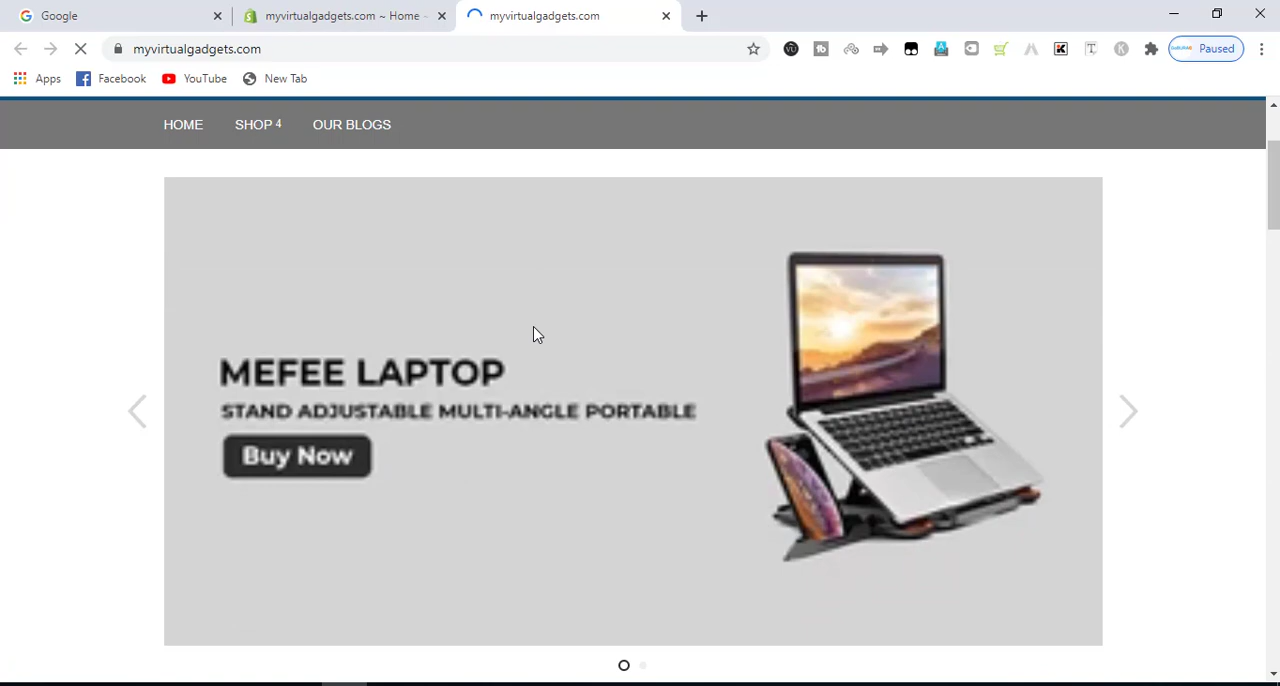 Google
myvirtualgadgets.com ~ Home -
myvirtualgadgets.com
myvirtualgadgets.com
Paused
Apps
Facebook
YouTube
New Tab
HOME
SHOP 4
OUR BLOGS
MEFEE LAPTOP
STAND ADJUSTABLE MULTI-ANGLE PORTABLE
Buy Now